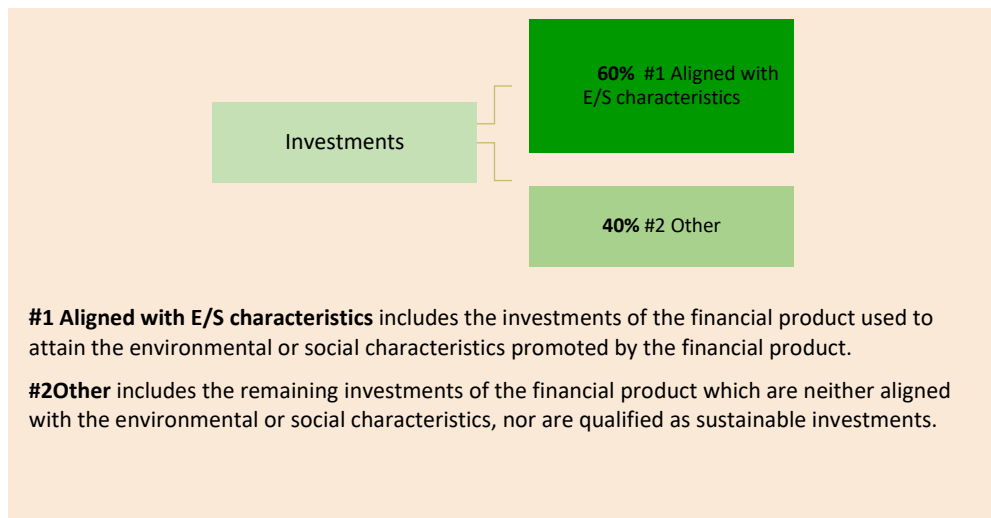 60% #1 Aligned with
E/S characteristics
Investments
40% #2 Other
#1 Aligned with E/S characteristics includes the investments of the financial product used to
attain the environmental or social characteristics promoted by the financial product.
#2Other includes the remaining investments of the financial product which are neither aligned
with the environmental or social characteristics, nor are qualified as sustainable investments.